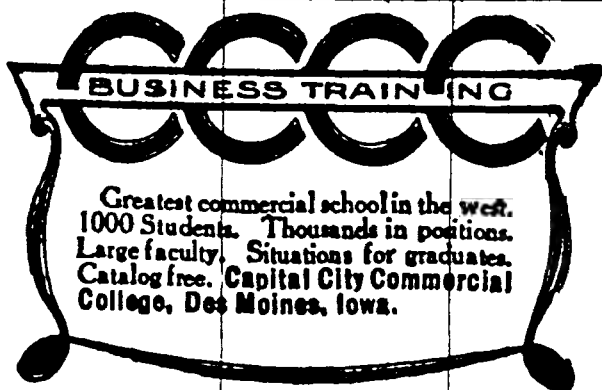 CCCC
BUSINESS TRAINING
Greatest commercial school in the west.
1000 Students. Thousands in positions.
Large faculty. Situations for graduates.
Catalog free. Capital City Commercial
College, Des Moines, Iowa.